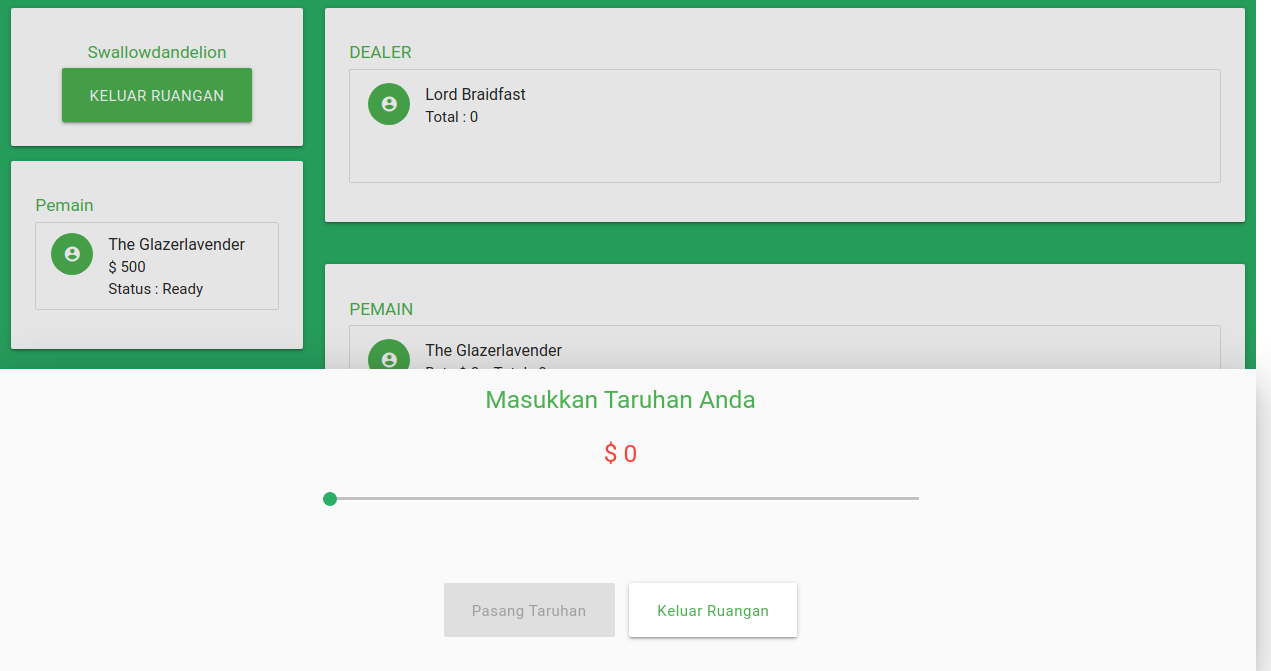 Swallowdandelion
KELUAR RUANGAN
Pemain
The Glazerlavender
$ 500
Status : Ready
DEALER
Lord Braidfast
Total : 0
PEMAIN
The Glazerlavender
Masukkan Taruhan Anda
$ 0
Pasang Taruhan
Keluar Ruangan